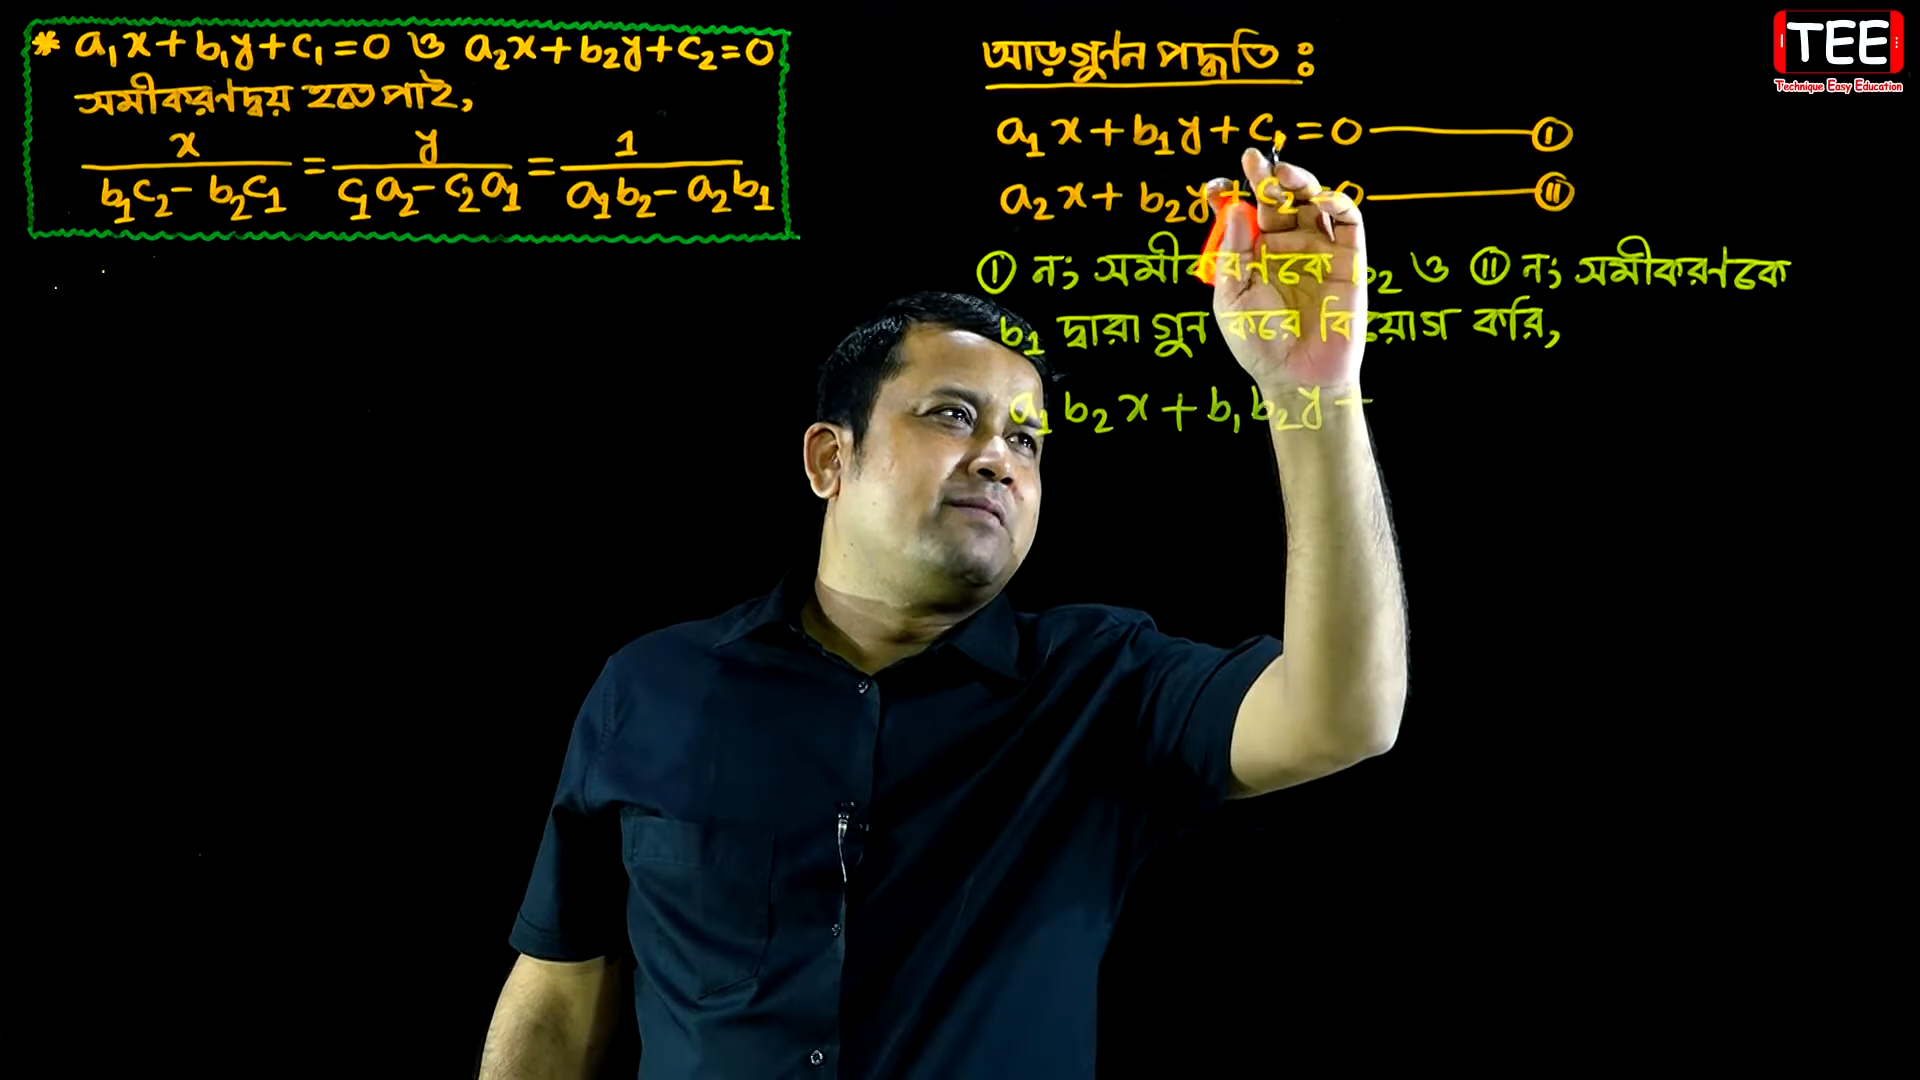 * a₁x + b₁y + c₁ = 0 ও a₂x + b₂y + c₂ = 0
সমীকরণদ্বয় হতে পাই,
x/(b₁c₂ - b₂c₁) = y/(c₁a₂ - c₂a₁) = 1/(a₁b₂ - a₂b₁)
আড়গুণন পদ্ধতি :
a₁x + b₁y + c₁ = 0 ——— (i)
a₂x + b₂y + c₂ = 0 ——— (ii)
(i) নং সমীকরণকে b₂ ও (ii) নং সমীকরণকে
b₁ দ্বারা গুন করে বিয়োগ করি,
a₁b₂x + b₁b₂y +
TEE
Technique Easy Education